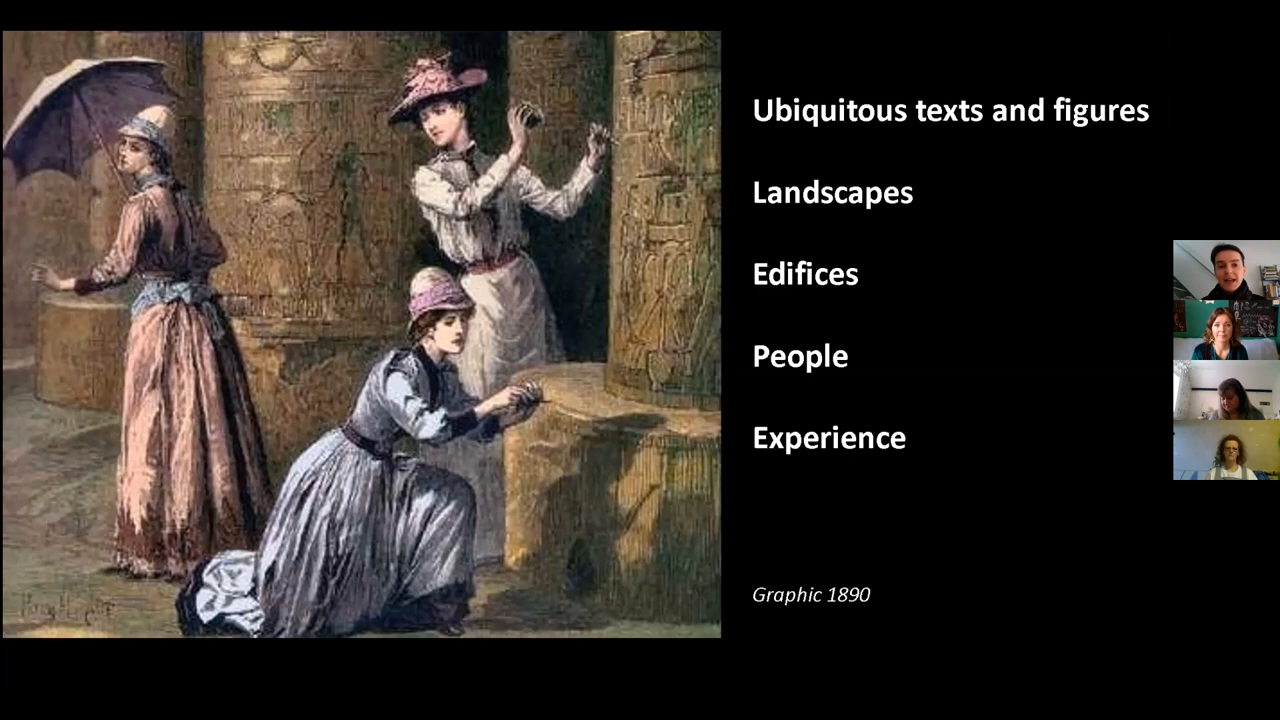 Ubiquitous texts and figures
Landscapes
Edifices
People
Experience
Graphic 1890